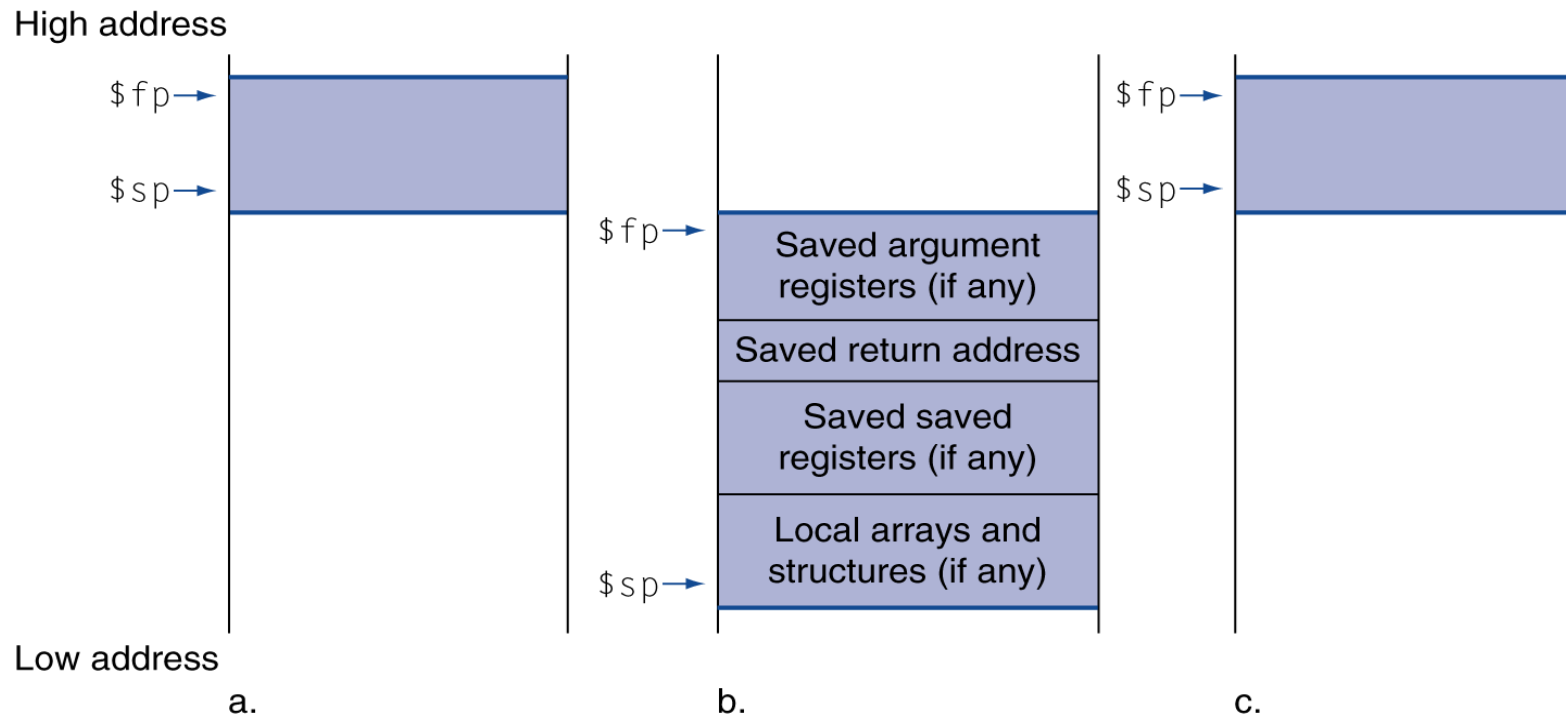 High address
$fp
$sp
$fp
Saved argument
registers (if any)
Saved return address
Saved saved
registers (if any)
Local arrays and
structures (if any)
$sp
$fp
$sp
Low address
a.
b.
c.